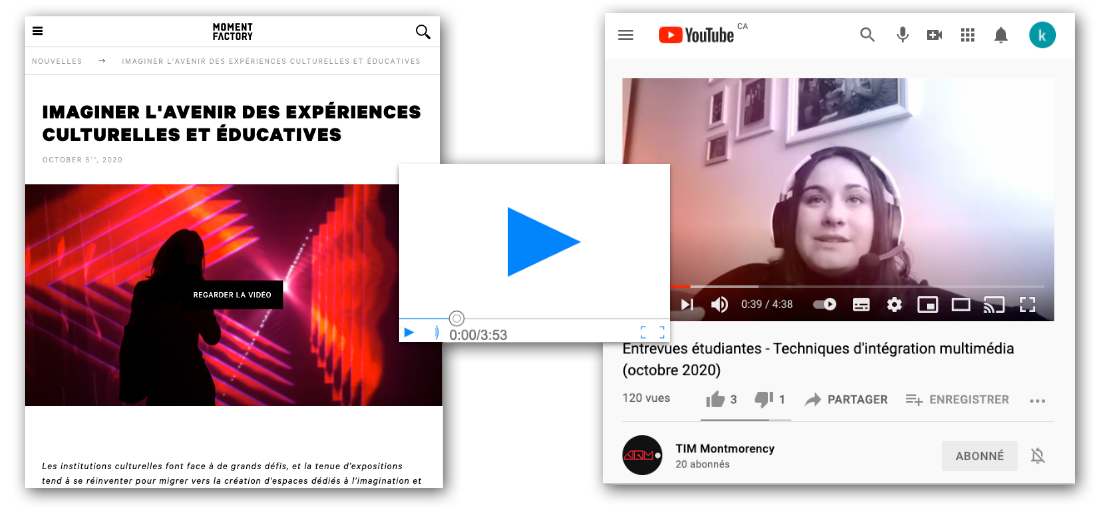 MOMENT
FACTORY
NOUVELLES → IMAGINER L'AVENIR DES EXPÉRIENCES CULTURELLES ET ÉDUCATIVES
IMAGINER L'AVENIR DES EXPÉRIENCES
CULTURELLES ET ÉDUCATIVES
OCTOBER 5'', 2020
REGARDER LA VIDÉO
Les institutions culturelles font face à de grands défis, et la tenue d'expositions
tend à se réinventer pour migrer vers la création d'espaces dédiés à l'imagination et
0:00/3:53
YouTube CA
k
0:39 / 4:38
Entrevues étudiantes - Techniques d'intégration multimédia
(octobre 2020)
120 vues 3 1 PARTAGER ENREGISTRER
TIM Montmorency
20 abonnés
ABONNÉ